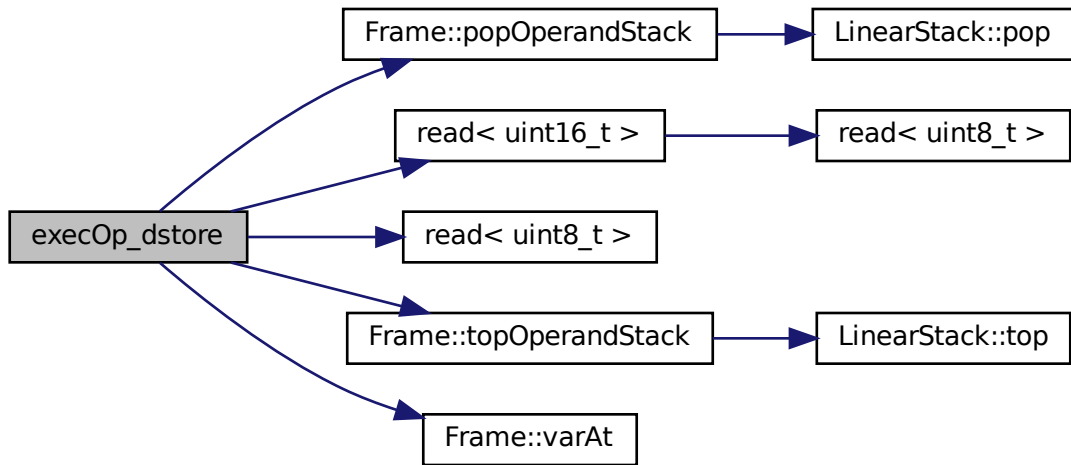 Frame::popOperandStack
LinearStack::pop
read< uint16_t >
read< uint8_t >
execOp_dstore
read< uint8_t >
Frame::topOperandStack
LinearStack::top
Frame::varAt